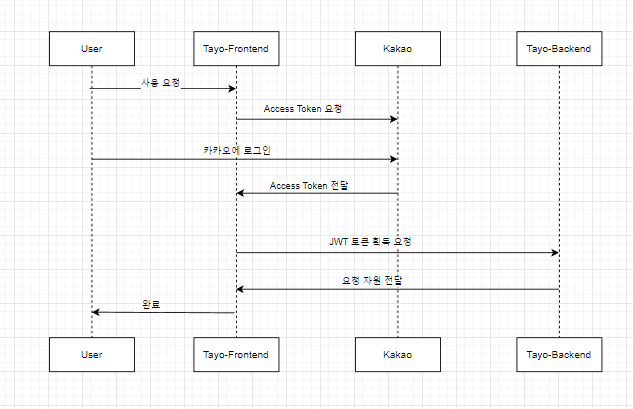 User
Tayo-Frontend
Kakao
Tayo-Backend
사용 요청
Access Token 요청
카카오에 로그인
Access Token 전달
JWT 토큰 획득 요청
요청 자원 전달
완료
User
Tayo-Frontend
Kakao
Tayo-Backend